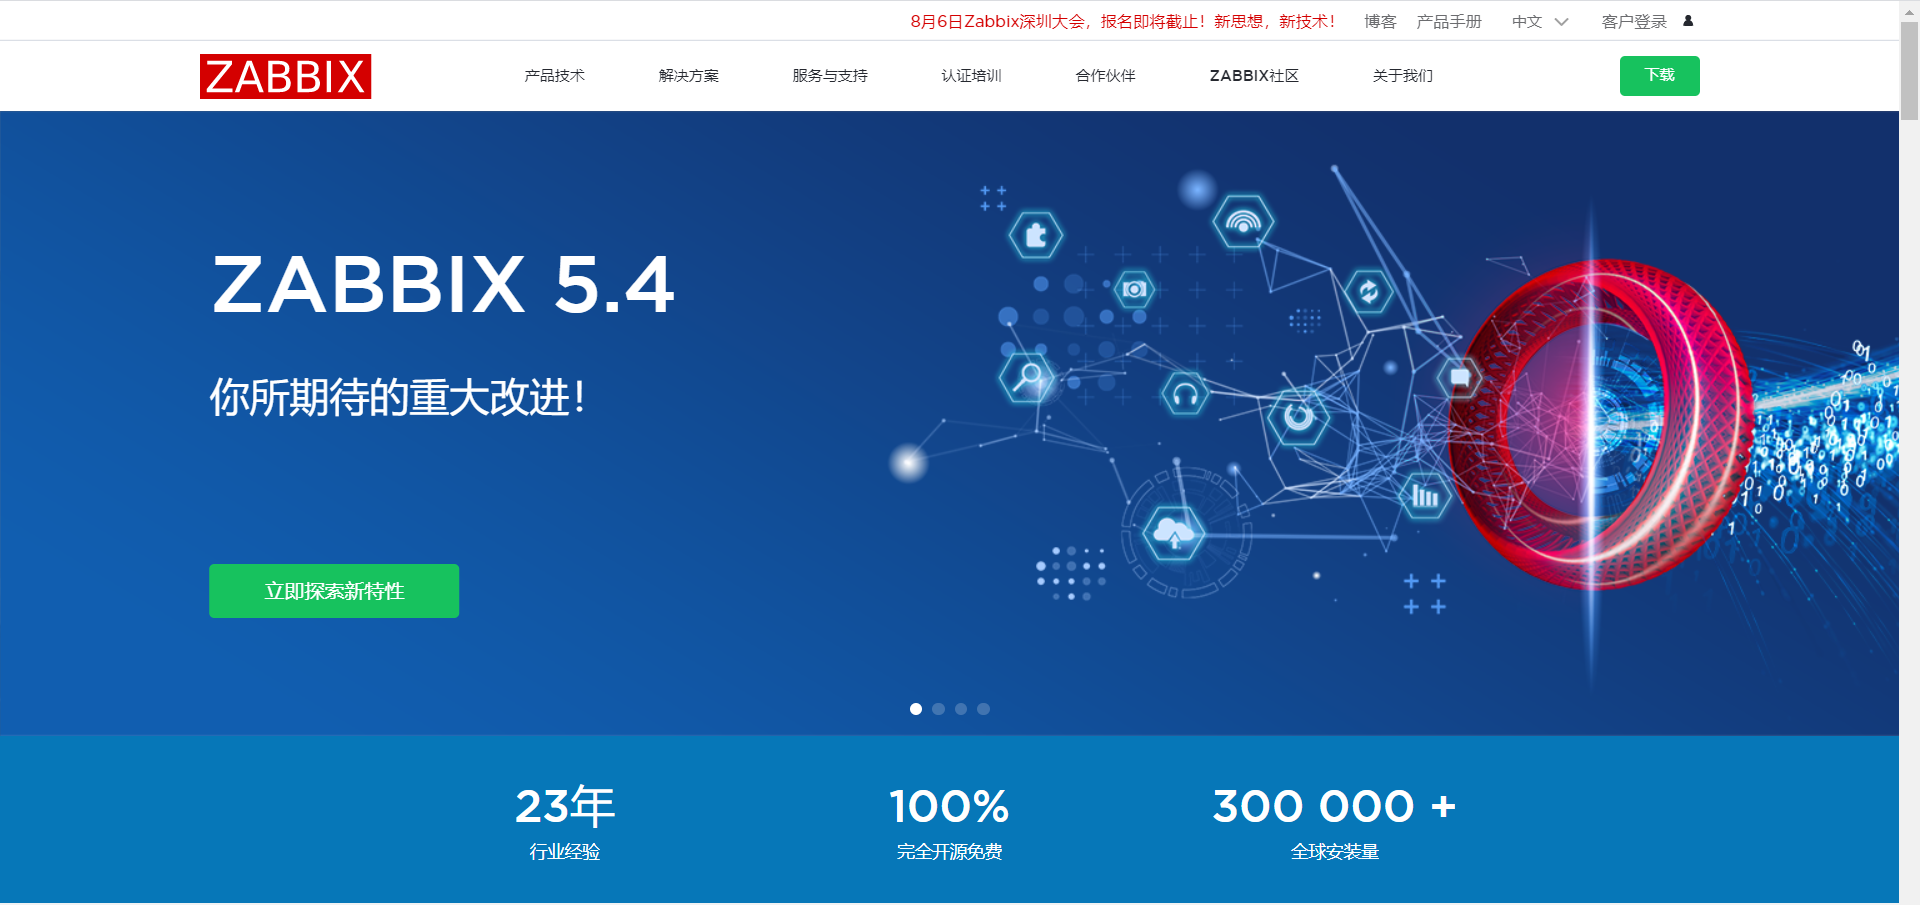 8月6日Zabbix深圳大会，报名即将截止！新思想，新技术！ 博客 产品手册 中文 客户登录
ZABBIX 产品技术 解决方案 服务与支持 认证培训 合作伙伴 ZABBIX社区 关于我们 下载
ZABBIX 5.4
你所期待的重大改进！
立即探索新特性
23年 100% 300 000 +
行业经验 完全开源免费 全球安装量